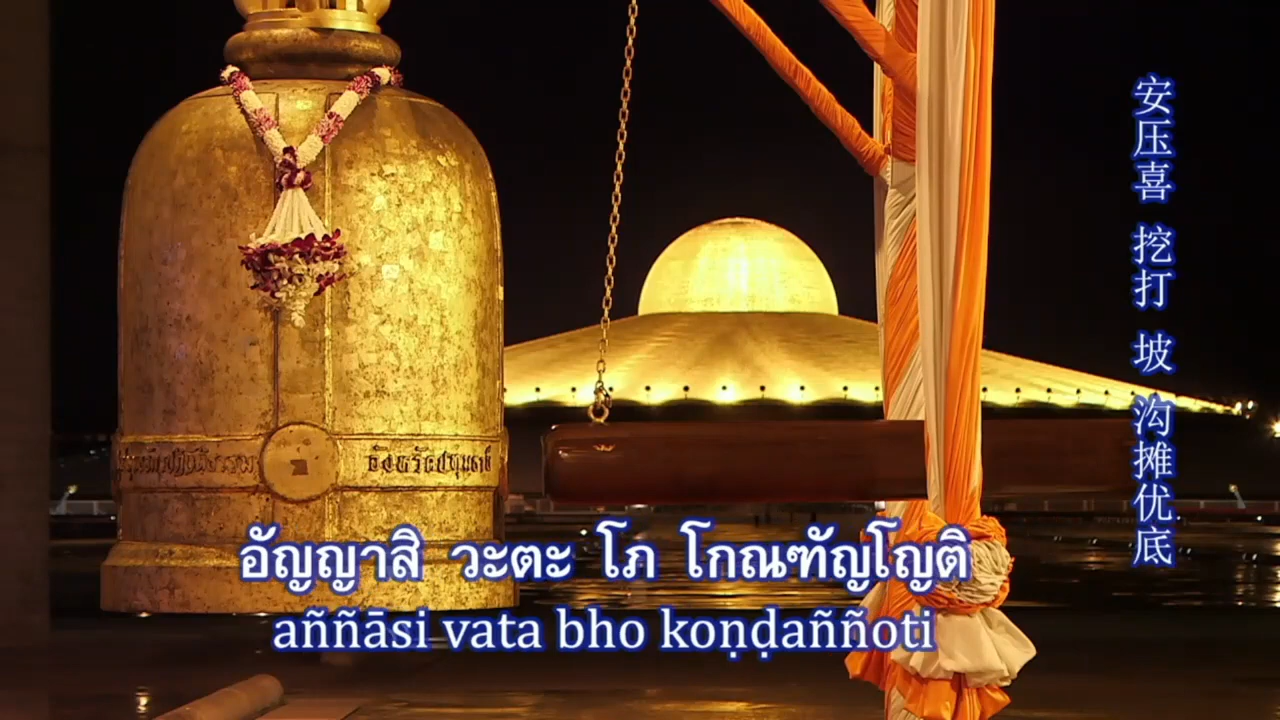 อัญญาสิ วะตะ โภ โกณฑัญโญติ
aññāsi vata bho koṇḍaññoti
安压喜 挖打 坡 沟摊优底